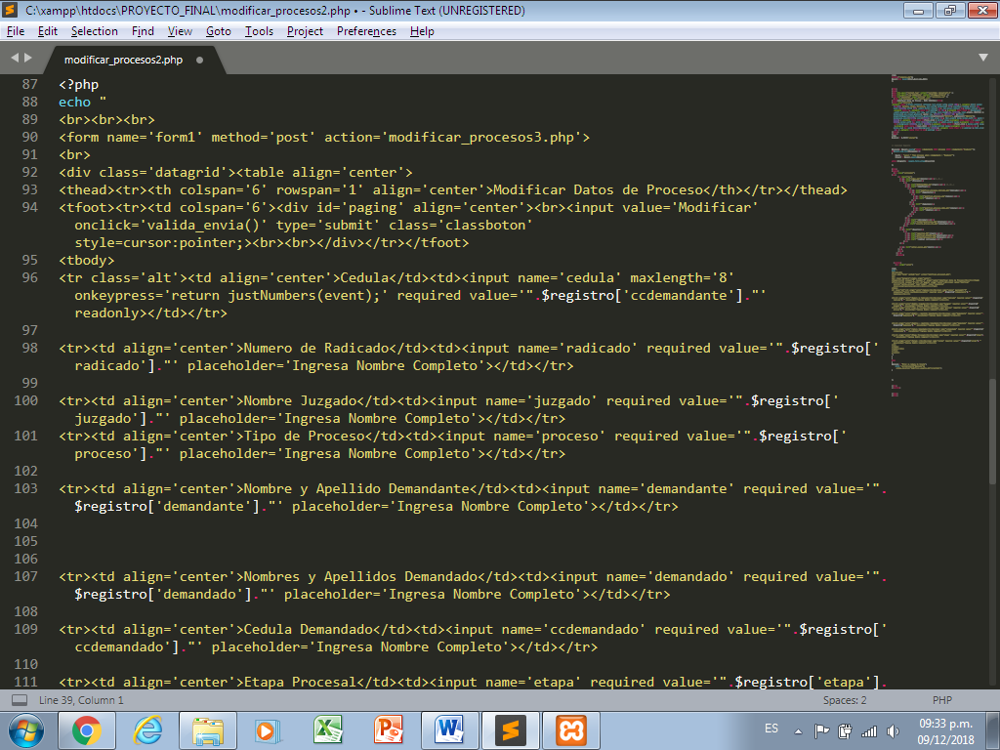 C:\xampp\htdocs\PROYECTO_FINAL\modificar_procesos2.php • - Sublime Text (UNREGISTERED)
File Edit Selection Find View Goto Tools Project Preferences Help
modificar_procesos2.php
87 <?php
88 echo "
89 <br><br><br>
90 <form name='form1' method='post' action='modificar_procesos3.php'>
91 <br>
92 <div class='datagrid'><table align='center'>
93 <thead><tr><th colspan='6' rowspan='1' align='center'>Modificar Datos de Proceso</th></tr></thead>
94 <tfoot><tr><td colspan='6'><div id='paging' align='center'><br><input value='Modificar'
onclick='valida_envia()' type='submit' class='classboton'
style=cursor:pointer;><br><br></div></tr></tfoot>
95 <tbody>
96 <tr class='alt'><td align='center'>Cedula</td><td><input name='cedula' maxlength='8'
onkeypress='return justNumbers(event);' required value='".$registro['ccdemandante']."'
readonly></td></tr>
97
98 <tr><td align='center'>Numero de Radicado</td><td><input name='radicado' required value='".$registro['
radicado']."' placeholder='Ingresa Nombre Completo'></td></tr>
99
100 <tr><td align='center'>Nombre Juzgado</td><td><input name='juzgado' required value='".$registro['
juzgado']."' placeholder='Ingresa Nombre Completo'></td></tr>
101 <tr><td align='center'>Tipo de Proceso</td><td><input name='proceso' required value='".$registro['
proceso']."' placeholder='Ingresa Nombre Completo'></td></tr>
102
103 <tr><td align='center'>Nombre y Apellido Demandante</td><td><input name='demandante' required value='".
$registro['demandante']."' placeholder='Ingresa Nombre Completo'></td></tr>
104
105
106
107 <tr><td align='center'>Nombres y Apellidos Demandado</td><td><input name='demandado' required value='".
$registro['demandado']."' placeholder='Ingresa Nombre Completo'></td></tr>
108
109 <tr><td align='center'>Cedula Demandado</td><td><input name='ccdemandado' required value='".$registro['
ccdemandado']."' placeholder='Ingresa Nombre Completo'></td></tr>
110
111 <tr><td align='center'>Etapa Procesal</td><td><input name='etapa' required value='".$registro['etapa'].
Line 39, Column 1 Spaces: 2 PHP
ES 09:33 p.m.
09/12/2018